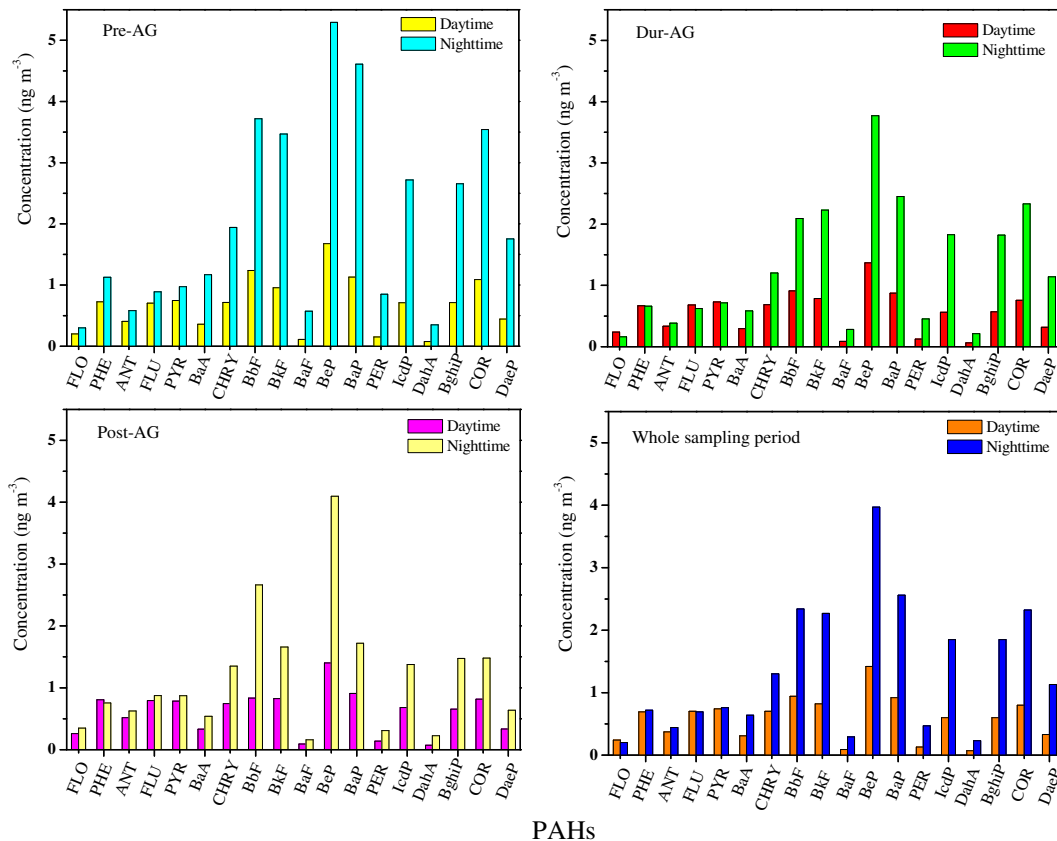 Pre-AG
Daytime
Nighttime
Concentration (ng m-3)
5
4
3
2
1
0
FLO PHE ANT FLU PYR BaA CHRY BbF BkF BaF BeP BaP PER IcdP DahA BghiP COR DaeP
Dur-AG
Daytime
Nighttime
Concentration (ng m-3)
5
4
3
2
1
0
FLO PHE ANT FLU PYR BaA CHRY BbF BkF BaF BeP BaP PER IcdP DahA BghiP COR DaeP
Post-AG
Daytime
Nighttime
Concentration (ng m-3)
5
4
3
2
1
0
FLO PHE ANT FLU PYR BaA CHRY BbF BkF BaF BeP BaP PER IcdP DahA BghiP COR DaeP
Whole sampling period
Daytime
Nighttime
Concentration (ng m-3)
5
4
3
2
1
0
FLO PHE ANT FLU PYR BaA CHRY BbF BkF BaF BeP BaP PER IcdP DahA BghiP COR DaeP
PAHs